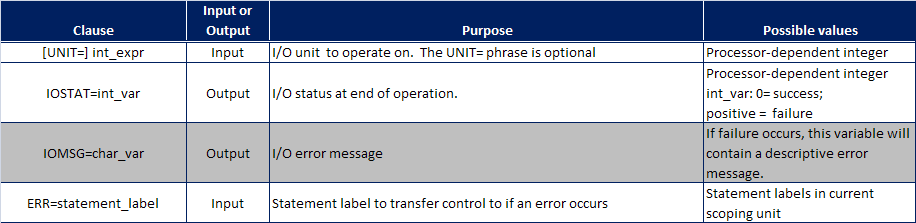 Clause Input or Output Purpose Possible values
[UNIT=] int_expr Input I/O unit to operate on. The UNIT= phrase is optional Processor-dependent integer
IOSTAT=int_var Output I/O status at end of operation. Processor-dependent integer
int_var: 0= success;
positive = failure
IOMSG=char_var Output I/O error message If failure occurs, this variable will
contain a descriptive error
message.
ERR=statement_label Input Statement label to transfer control to if an error occurs Statement labels in current
scoping unit